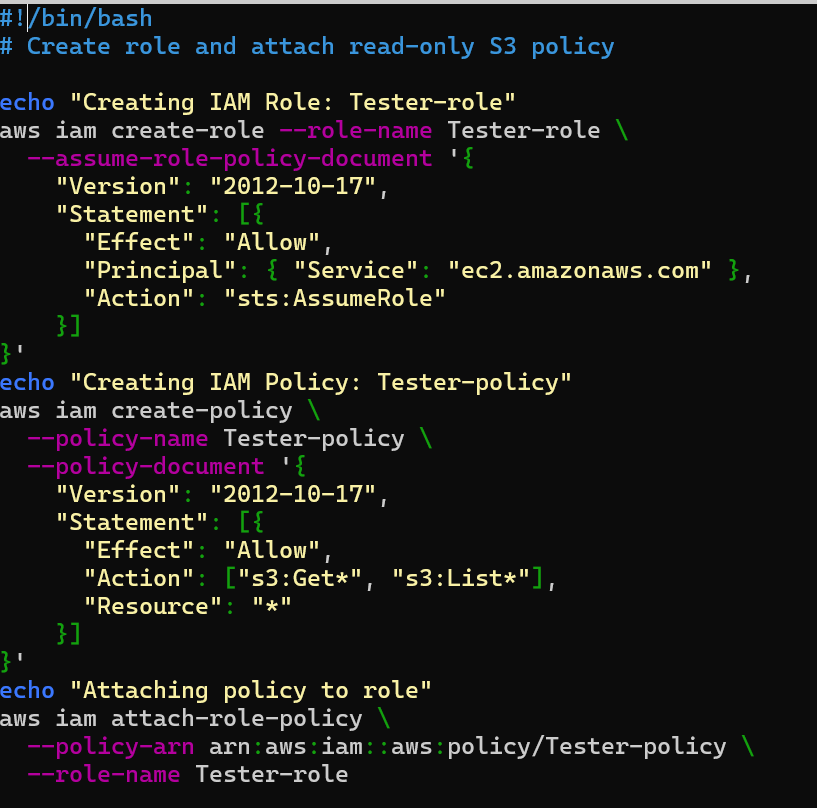 #!/bin/bash
# Create role and attach read-only S3 policy
echo "Creating IAM Role: Tester-role"
aws iam create-role --role-name Tester-role \
  --assume-role-policy-document '{
    "Version": "2012-10-17",
    "Statement": [{
      "Effect": "Allow",
      "Principal": { "Service": "ec2.amazonaws.com" },
      "Action": "sts:AssumeRole"
    }]
}'
echo "Creating IAM Policy: Tester-policy"
aws iam create-policy \
  --policy-name Tester-policy \
  --policy-document '{
    "Version": "2012-10-17",
    "Statement": [{
      "Effect": "Allow",
      "Action": ["s3:Get*", "s3:List*"],
      "Resource": "*"
    }]
}'
echo "Attaching policy to role"
aws iam attach-role-policy \
  --policy-arn arn:aws:iam::aws:policy/Tester-policy \
  --role-name Tester-role